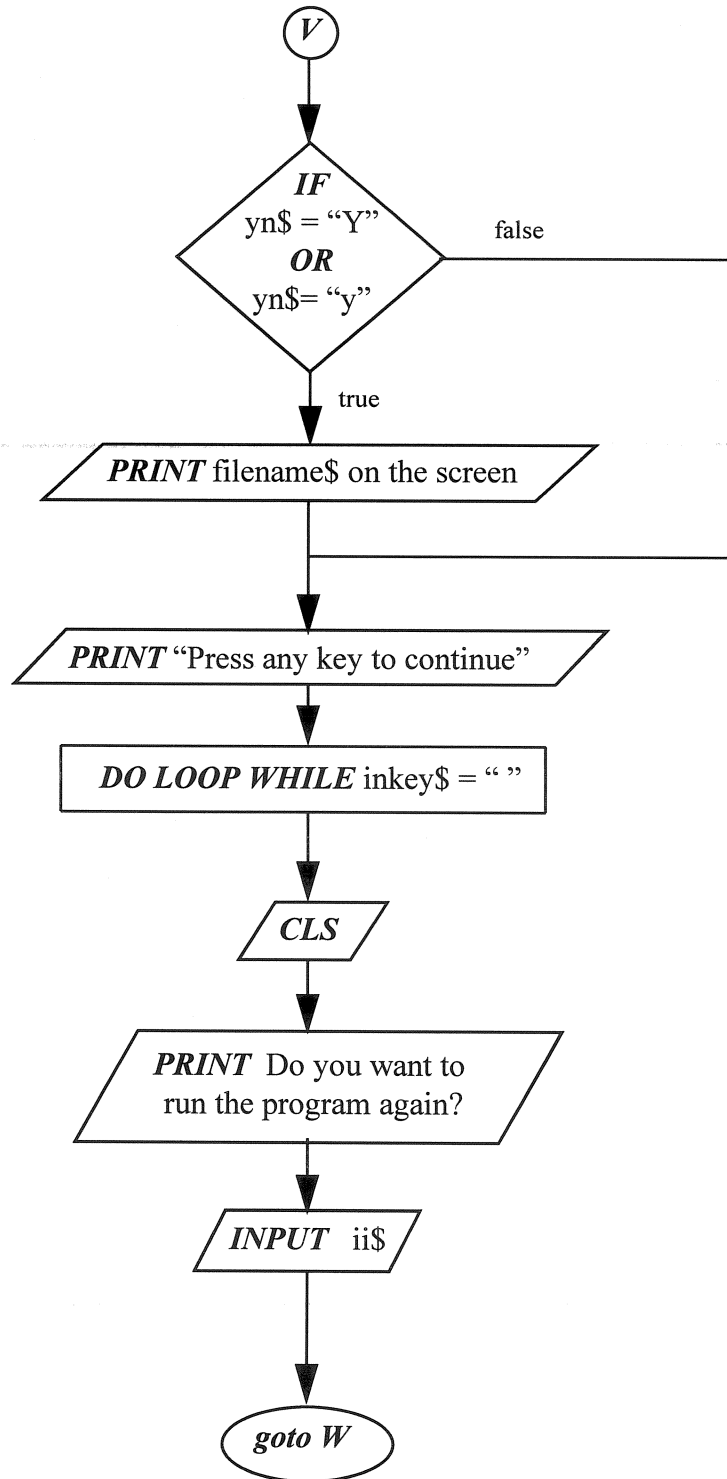 V
IF
yn$ = “Y”
false
OR
yn$= “y”
true
PRINT filename$ on the screen
PRINT “Press any key to continue”
DO LOOP WHILE inkey$ = “ ”
CLS
PRINT Do you want to
run the program again?
INPUT ii$
goto W